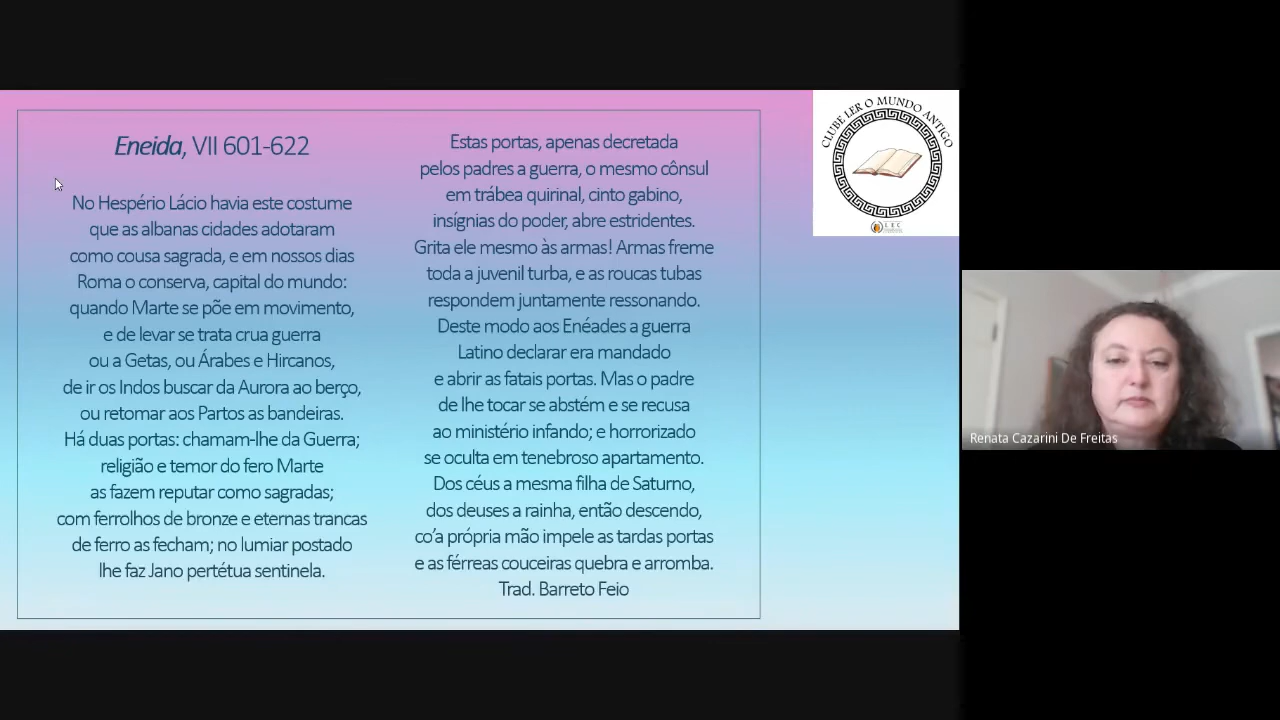 Eneida, VII 601-622
No Hespério Lácio havia este costume
que as albanas cidades adotaram
como cousa sagrada, e em nossos dias
Roma o conserva, capital do mundo:
quando Marte se põe em movimento,
e de levar se trata crua guerra
ou a Getas, ou Árabes e Hircanos,
de ir os Indos buscar da Aurora ao berço,
ou retomar aos Partos as bandeiras.
Há duas portas: chamam-lhe da Guerra;
religião e temor do fero Marte
as fazem reputar como sagradas;
com ferrolhos de bronze e eternas trancas
de ferro as fecham; no lumiar postado
lhe faz Jano pertétua sentinela.
Estas portas, apenas decretada
pelos padres a guerra, o mesmo cônsul
em trábea quirinal, cinto gabino,
insígnias do poder, abre estridentes.
Grita ele mesmo às armas! Armas freme
toda a juvenil turba, e as roucas tubas
respondem juntamente ressonando.
Deste modo aos Enéades a guerra
Latino declarar era mandado
e abrir as fatais portas. Mas o padre
de lhe tocar se abstém e se recusa
ao ministério infando; e horrorizado
se oculta em tenebroso apartamento.
Dos céus a mesma filha de Saturno,
dos deuses a rainha, então descendo,
co'a própria mão impele as tardas portas
e as férreas couceiras quebra e arromba.
Trad. Barreto Feio
CLUBE LER O MUNDO ANTIGO
Renata Cazarini De Freitas